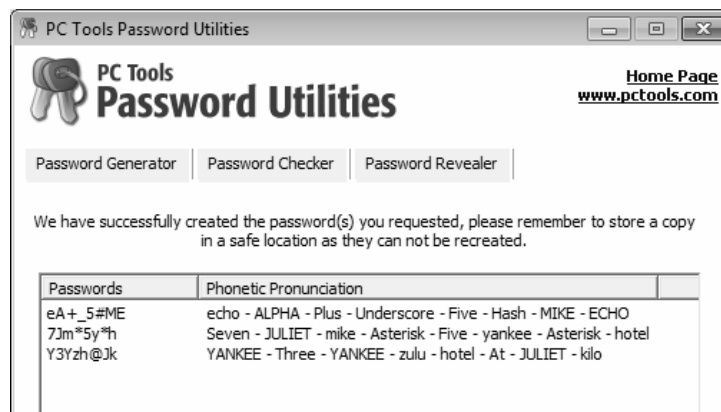 PC Tools Password Utilities
PC Tools
Password Utilities
Home Page
www.pctools.com
Password Generator Password Checker Password Revealer
We have successfully created the password(s) you requested, please remember to store a copy
in a safe location as they can not be recreated.
Passwords Phonetic Pronunciation
eA+_5#ME echo - ALPHA - Plus - Underscore - Five - Hash - MIKE - ECHO
7Jm*5y*h Seven - JULIET - mike - Asterisk - Five - yankee - Asterisk - hotel
Y3Yzh@Jk YANKEE - Three - YANKEE - zulu - hotel - At - JULIET - kilo